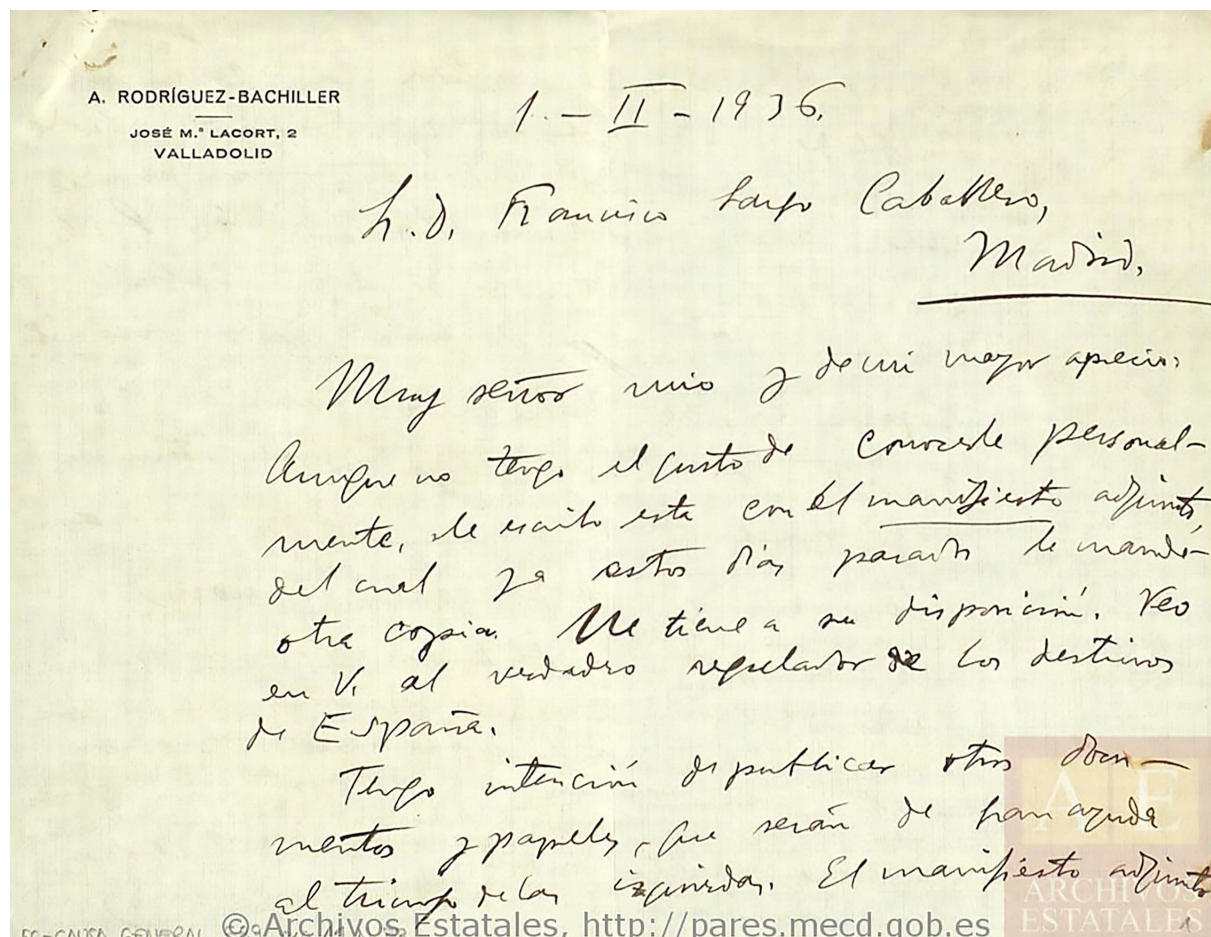 A. RODRÍGUEZ-BACHILLER
JOSÉ M.ª LACORT, 2
VALLADOLID
1. - II - 1936.
S. D. Francisco Largo Caballero,
Madrid,
Muy señor mio y de mi mayor aprecio:
Aunque no tengo el gusto de conocerle personal-
mente, le escribo esta con el manifiesto adjunto,
del cual ya estos días pasados le mandé
otra copia. Me tiene a su disposición. Veo
en V. al verdadero regulador de los destinos
de España.
Tengo intención de publicar otros docu-
mentos y papeles, que serán de gran ayuda
al triunfo de las izquierdas. El manifiesto adjunto
A E
ARCHIVOS
ESTATALES
© Archivos Estatales, http://pares.mecd.gob.es
CAUSA GENERAL
1